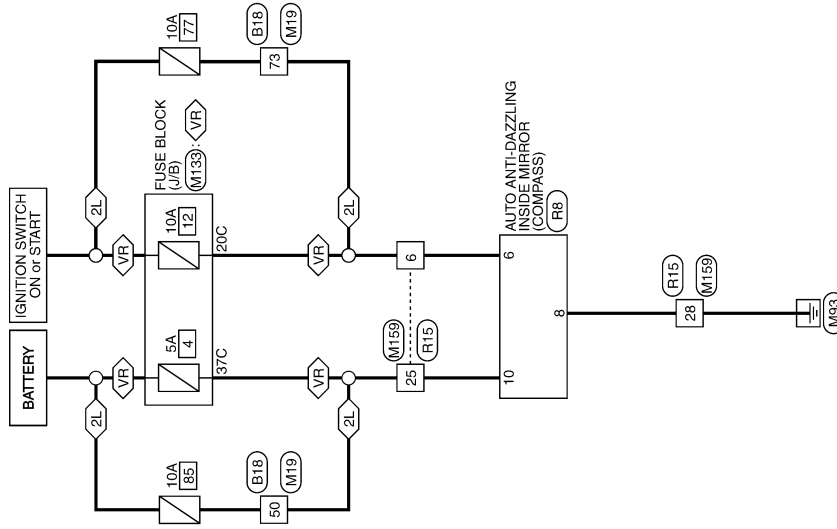 BATTERY
IGNITION SWITCH
ON or START
2L
VR
VR
2L
10A
85
5A
4
10A
12
10A
77
FUSE BLOCK
(J/B)
M133 : VR
37C
20C
B18
M19
50
B18
M19
73
2L
VR
VR
2L
25
M159
R15
6
10
6
8
AUTO ANTI-DAZZLING
INSIDE MIRROR
(COMPASS)
R8
28
R15
M159
M93